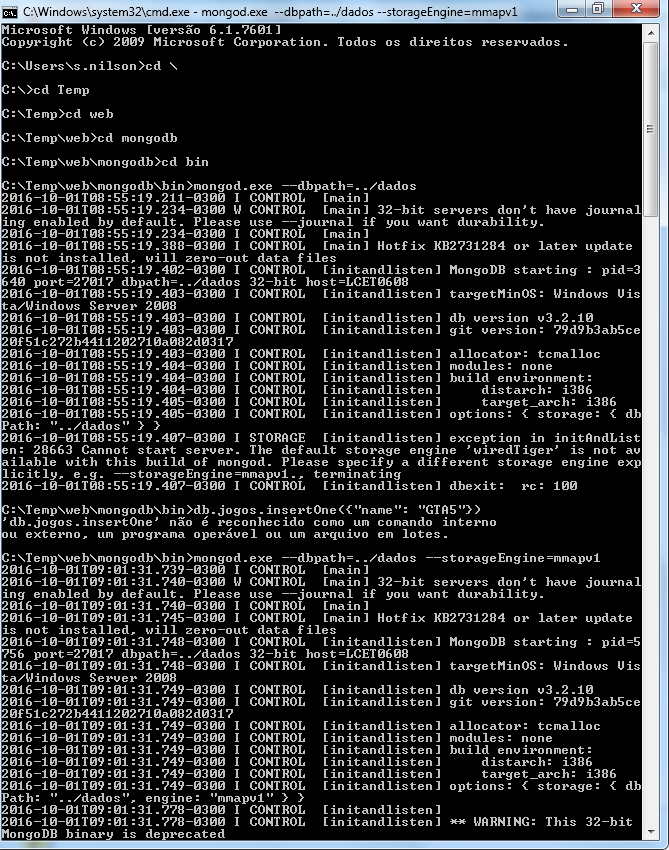 C:\Windows\system32\cmd.exe - mongod.exe --dbpath=../dados --storageEngine=mmapv1
Microsoft Windows [versão 6.1.7601]
Copyright (c) 2009 Microsoft Corporation. Todos os direitos reservados.
C:\Users\s.nilson>cd \
C:\>cd Temp
C:\Temp>cd web
C:\Temp\web>cd mongodb
C:\Temp\web\mongodb>cd bin
C:\Temp\web\mongodb\bin>mongod.exe --dbpath=../dados
2016-10-01T08:55:19.211-0300 I CONTROL  [main]
2016-10-01T08:55:19.234-0300 W CONTROL  [main] 32-bit servers don't have journal
ing enabled by default. Please use --journal if you want durability.
2016-10-01T08:55:19.234-0300 I CONTROL  [main]
2016-10-01T08:55:19.388-0300 I CONTROL  [main] Hotfix KB2731284 or later update
is not installed, will zero-out data files
2016-10-01T08:55:19.402-0300 I CONTROL  [initandlisten] MongoDB starting : pid=3
640 port=27017 dbpath=../dados 32-bit host=LCET0608
2016-10-01T08:55:19.403-0300 I CONTROL  [initandlisten] targetMinOS: Windows Vis
ta/Windows Server 2008
2016-10-01T08:55:19.403-0300 I CONTROL  [initandlisten] db version v3.2.10
2016-10-01T08:55:19.403-0300 I CONTROL  [initandlisten] git version: 79d9b3ab5ce
20f51c272b4411202710a082d0317
2016-10-01T08:55:19.403-0300 I CONTROL  [initandlisten] allocator: tcmalloc
2016-10-01T08:55:19.404-0300 I CONTROL  [initandlisten] modules: none
2016-10-01T08:55:19.404-0300 I CONTROL  [initandlisten] build environment:
2016-10-01T08:55:19.404-0300 I CONTROL  [initandlisten]     distarch: i386
2016-10-01T08:55:19.405-0300 I CONTROL  [initandlisten]     target_arch: i386
2016-10-01T08:55:19.405-0300 I CONTROL  [initandlisten] options: { storage: { db
Path: "../dados" } }
2016-10-01T08:55:19.407-0300 I STORAGE  [initandlisten] exception in initAndList
en: 28663 Cannot start server. The default storage engine 'wiredTiger' is not av
ailable with this build of mongod. Please specify a different storage engine exp
licitly, e.g. --storageEngine=mmapv1., terminating
2016-10-01T08:55:19.407-0300 I CONTROL  [initandlisten] dbexit:  rc: 100
C:\Temp\web\mongodb\bin>db.jogos.insertOne({"name": "GTA5"})
'db.jogos.insertOne' não é reconhecido como um comando interno
ou externo, um programa operável ou um arquivo em lotes.
C:\Temp\web\mongodb\bin>mongod.exe --dbpath=../dados --storageEngine=mmapv1
2016-10-01T09:01:31.739-0300 I CONTROL  [main]
2016-10-01T09:01:31.740-0300 W CONTROL  [main] 32-bit servers don't have journal
ing enabled by default. Please use --journal if you want durability.
2016-10-01T09:01:31.740-0300 I CONTROL  [main]
2016-10-01T09:01:31.745-0300 I CONTROL  [main] Hotfix KB2731284 or later update
is not installed, will zero-out data files
2016-10-01T09:01:31.748-0300 I CONTROL  [initandlisten] MongoDB starting : pid=5
756 port=27017 dbpath=../dados 32-bit host=LCET0608
2016-10-01T09:01:31.748-0300 I CONTROL  [initandlisten] targetMinOS: Windows Vis
ta/Windows Server 2008
2016-10-01T09:01:31.749-0300 I CONTROL  [initandlisten] db version v3.2.10
2016-10-01T09:01:31.749-0300 I CONTROL  [initandlisten] git version: 79d9b3ab5ce
20f51c272b4411202710a082d0317
2016-10-01T09:01:31.749-0300 I CONTROL  [initandlisten] allocator: tcmalloc
2016-10-01T09:01:31.749-0300 I CONTROL  [initandlisten] modules: none
2016-10-01T09:01:31.749-0300 I CONTROL  [initandlisten] build environment:
2016-10-01T09:01:31.749-0300 I CONTROL  [initandlisten]     distarch: i386
2016-10-01T09:01:31.749-0300 I CONTROL  [initandlisten]     target_arch: i386
2016-10-01T09:01:31.749-0300 I CONTROL  [initandlisten] options: { storage: { db
Path: "../dados", engine: "mmapv1" } }
2016-10-01T09:01:31.778-0300 I CONTROL  [initandlisten]
2016-10-01T09:01:31.778-0300 I CONTROL  [initandlisten] ** WARNING: This 32-bit
MongoDB binary is deprecated